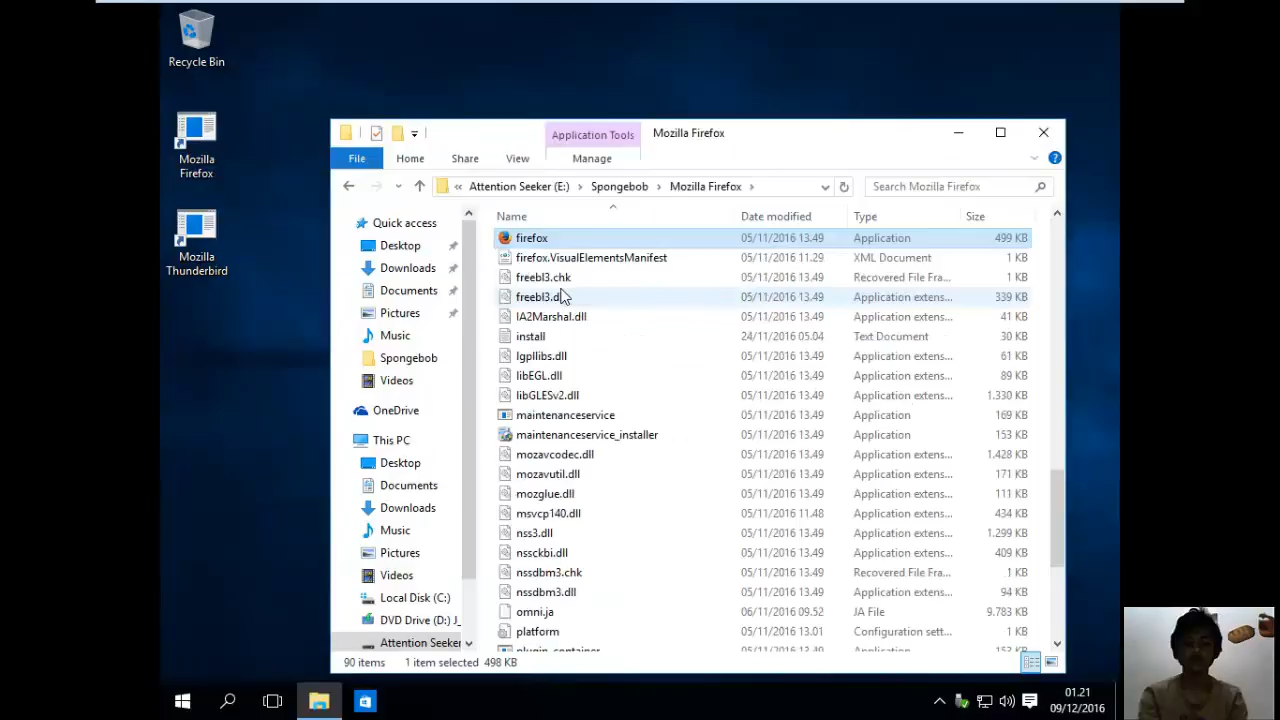 Recycle Bin
Mozilla
Firefox
Mozilla
Thunderbird
Application Tools
Mozilla Firefox
File
Home
Share
View
Manage
«
Attention Seeker (E:)
Spongebob
Mozilla Firefox
Search Mozilla Firefox
Quick access
Desktop
Downloads
Documents
Pictures
Music
Spongebob
Videos
OneDrive
This PC
Desktop
Documents
Downloads
Music
Pictures
Videos
Local Disk (C:)
DVD Drive (D:) J_
Attention Seeker
Name Date modified Type Size
firefox 05/11/2016 13.49 Application 499 KB
firefox.VisualElementsManifest 05/11/2016 11.29 XML Document 1 KB
freebl3.chk 05/11/2016 13.49 Recovered File Fra... 1 KB
freebl3.d 05/11/2016 13.49 Application extens... 339 KB
IA2Marshal.dll 05/11/2016 13.49 Application extens... 41 KB
install 24/11/2016 05.04 Text Document 30 KB
lgpllibs.dll 05/11/2016 13.49 Application extens... 61 KB
libEGL.dll 05/11/2016 13.49 Application extens... 89 KB
libGLESv2.dll 05/11/2016 13.49 Application extens... 1.330 KB
maintenanceservice 05/11/2016 13.49 Application 169 KB
maintenanceservice_installer 05/11/2016 13.49 Application 153 KB
mozavcodec.dll 05/11/2016 13.49 Application extens... 1.428 KB
mozavutil.dll 05/11/2016 13.49 Application extens... 171 KB
mozglue.dll 05/11/2016 13.49 Application extens... 111 KB
msvcp140.dll 05/11/2016 11.48 Application extens... 434 KB
nss3.dll 05/11/2016 13.49 Application extens... 1.299 KB
nssckbi.dll 05/11/2016 13.49 Application extens... 409 KB
nssdbm3.chk 05/11/2016 13.49 Recovered File Fra... 1 KB
nssdbm3.dll 05/11/2016 13.49 Application extens... 94 KB
omni.ja 06/11/2016 09.52 JA File 9.783 KB
platform 05/11/2016 13.01 Configuration sett... 1 KB
plugin_container 05/11/2016 13.49 Application 153 KB
90 items 1 item selected 498 KB
01.21
09/12/2016